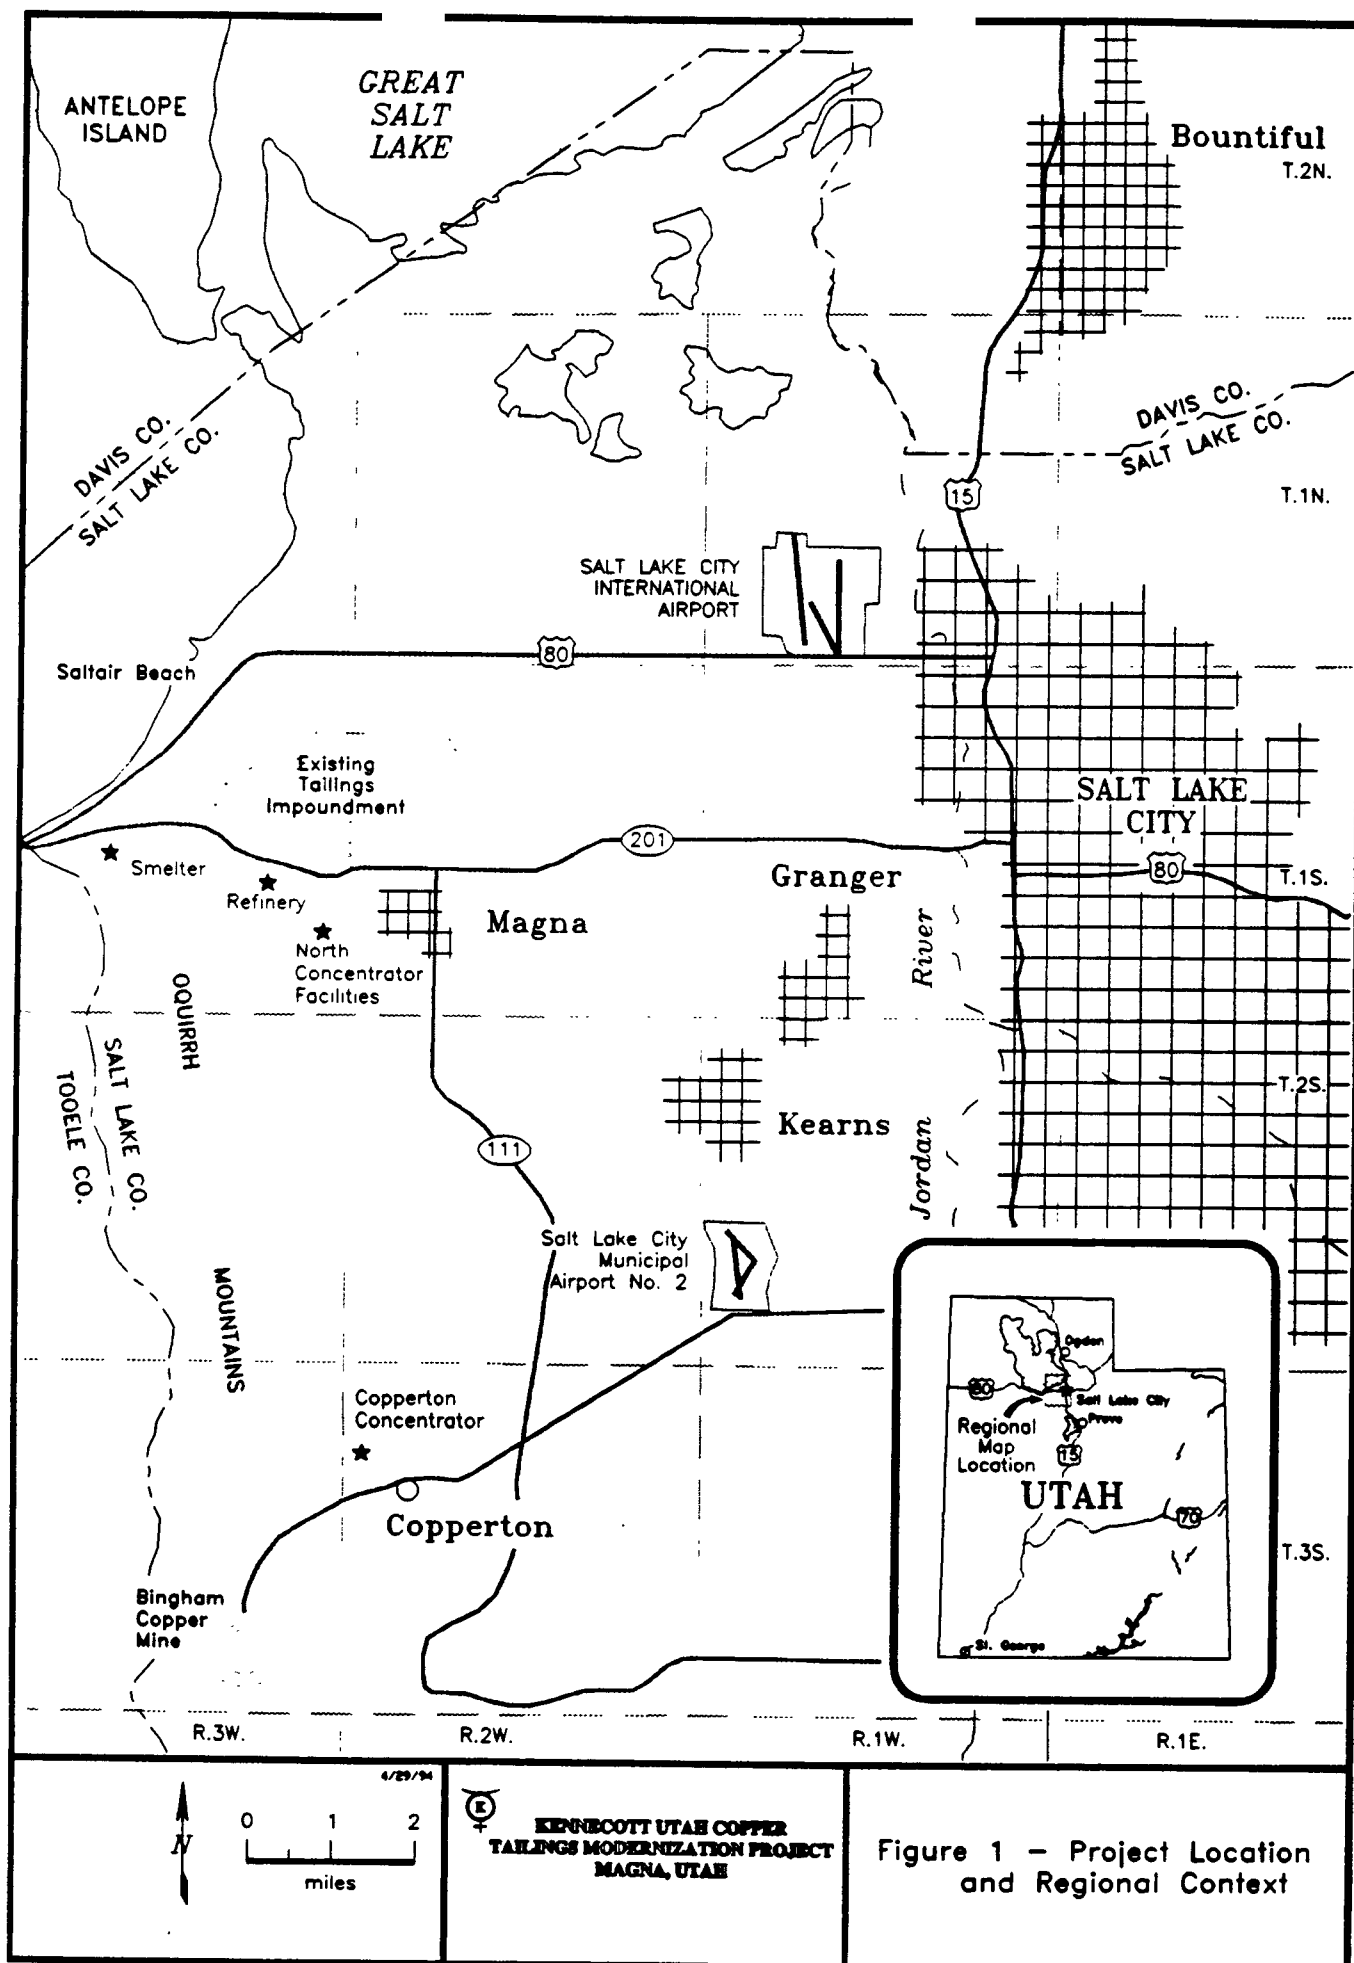 ANTELOPE
ISLAND
GREAT
SALT
LAKE
Bountiful
T.2N.
DAVIS CO.
SALT LAKE CO.
DAVIS CO.
SALT LAKE CO.
15
T.1N.
SALT LAKE CITY
INTERNATIONAL
AIRPORT
80
Saltair Beach
Existing
Tailings
Impoundment
SALT LAKE
CITY
201
80
Smelter
Granger
T.1S.
Refinery
Magna
North
Concentrator
Facilities
River
OQUIRRH
SALT LAKE CO.
TOOELE CO.
T.2S.
Kearns
111
Jordan
Salt Lake City
Municipal
Airport No. 2
MOUNTAINS
Copperton
Concentrator
Copperton
Bingham
Copper
Mine
Ogden
80
Salt Lake City
Provo
Regional
Map
Location
15
UTAH
70
St. George
T.3S.
R.3W.
R.2W.
R.1W.
R.1E.
4/29/94
N
0 1 2
miles
K
KENNECOTT UTAH COPPER
TAILINGS MODERNIZATION PROJECT
MAGNA, UTAH
Figure 1 – Project Location
and Regional Context